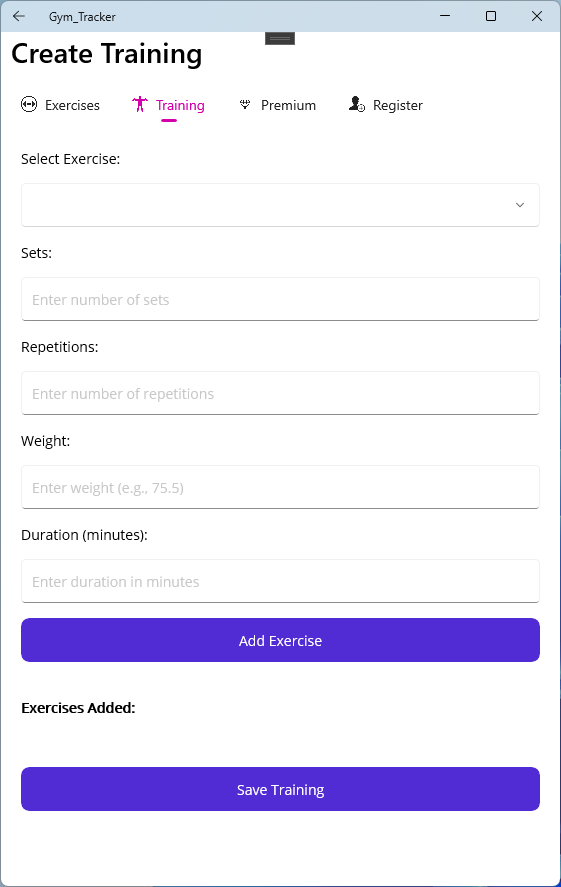 Gym_Tracker
Create Training
Exercises Training Premium Register
Select Exercise:
Sets:
Enter number of sets
Repetitions:
Enter number of repetitions
Weight:
Enter weight (e.g., 75.5)
Duration (minutes):
Enter duration in minutes
Add Exercise
Exercises Added:
Save Training